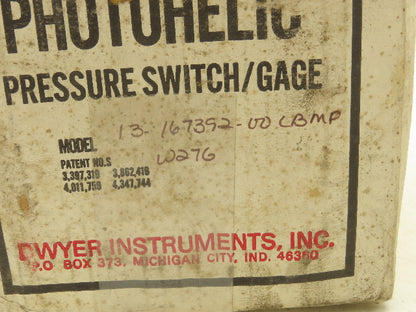 PHOTOHELIC
PRESSURE SWITCH/GAGE
MODEL 13-167392-00 CBMP
PATENT NO.S W276
3,397,319 3,862,416
4,011,759 4,347,744
DWYER INSTRUMENTS, INC.
P.O BOX 373, MICHIGAN CITY, IND. 46360